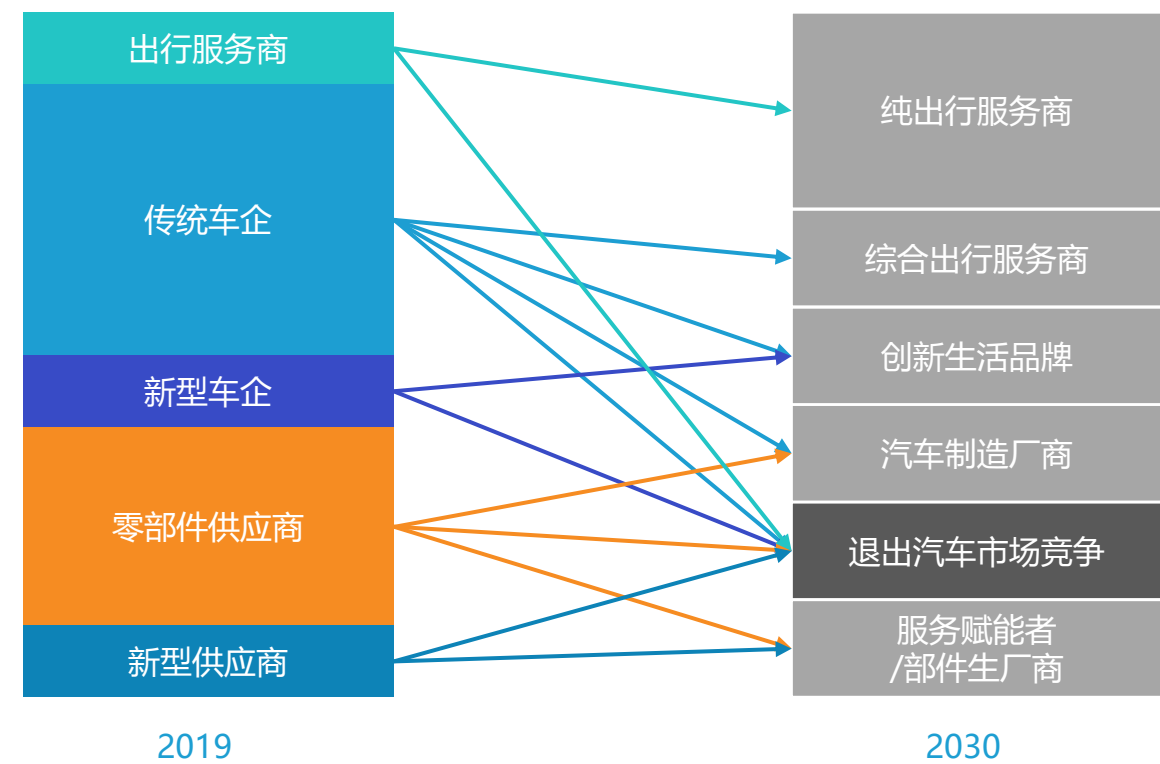 出行服务商
传统车企
新型车企
零部件供应商
新型供应商
2019
纯出行服务商
综合出行服务商
创新生活品牌
汽车制造厂商
退出汽车市场竞争
服务赋能者
/部件生厂商
2030